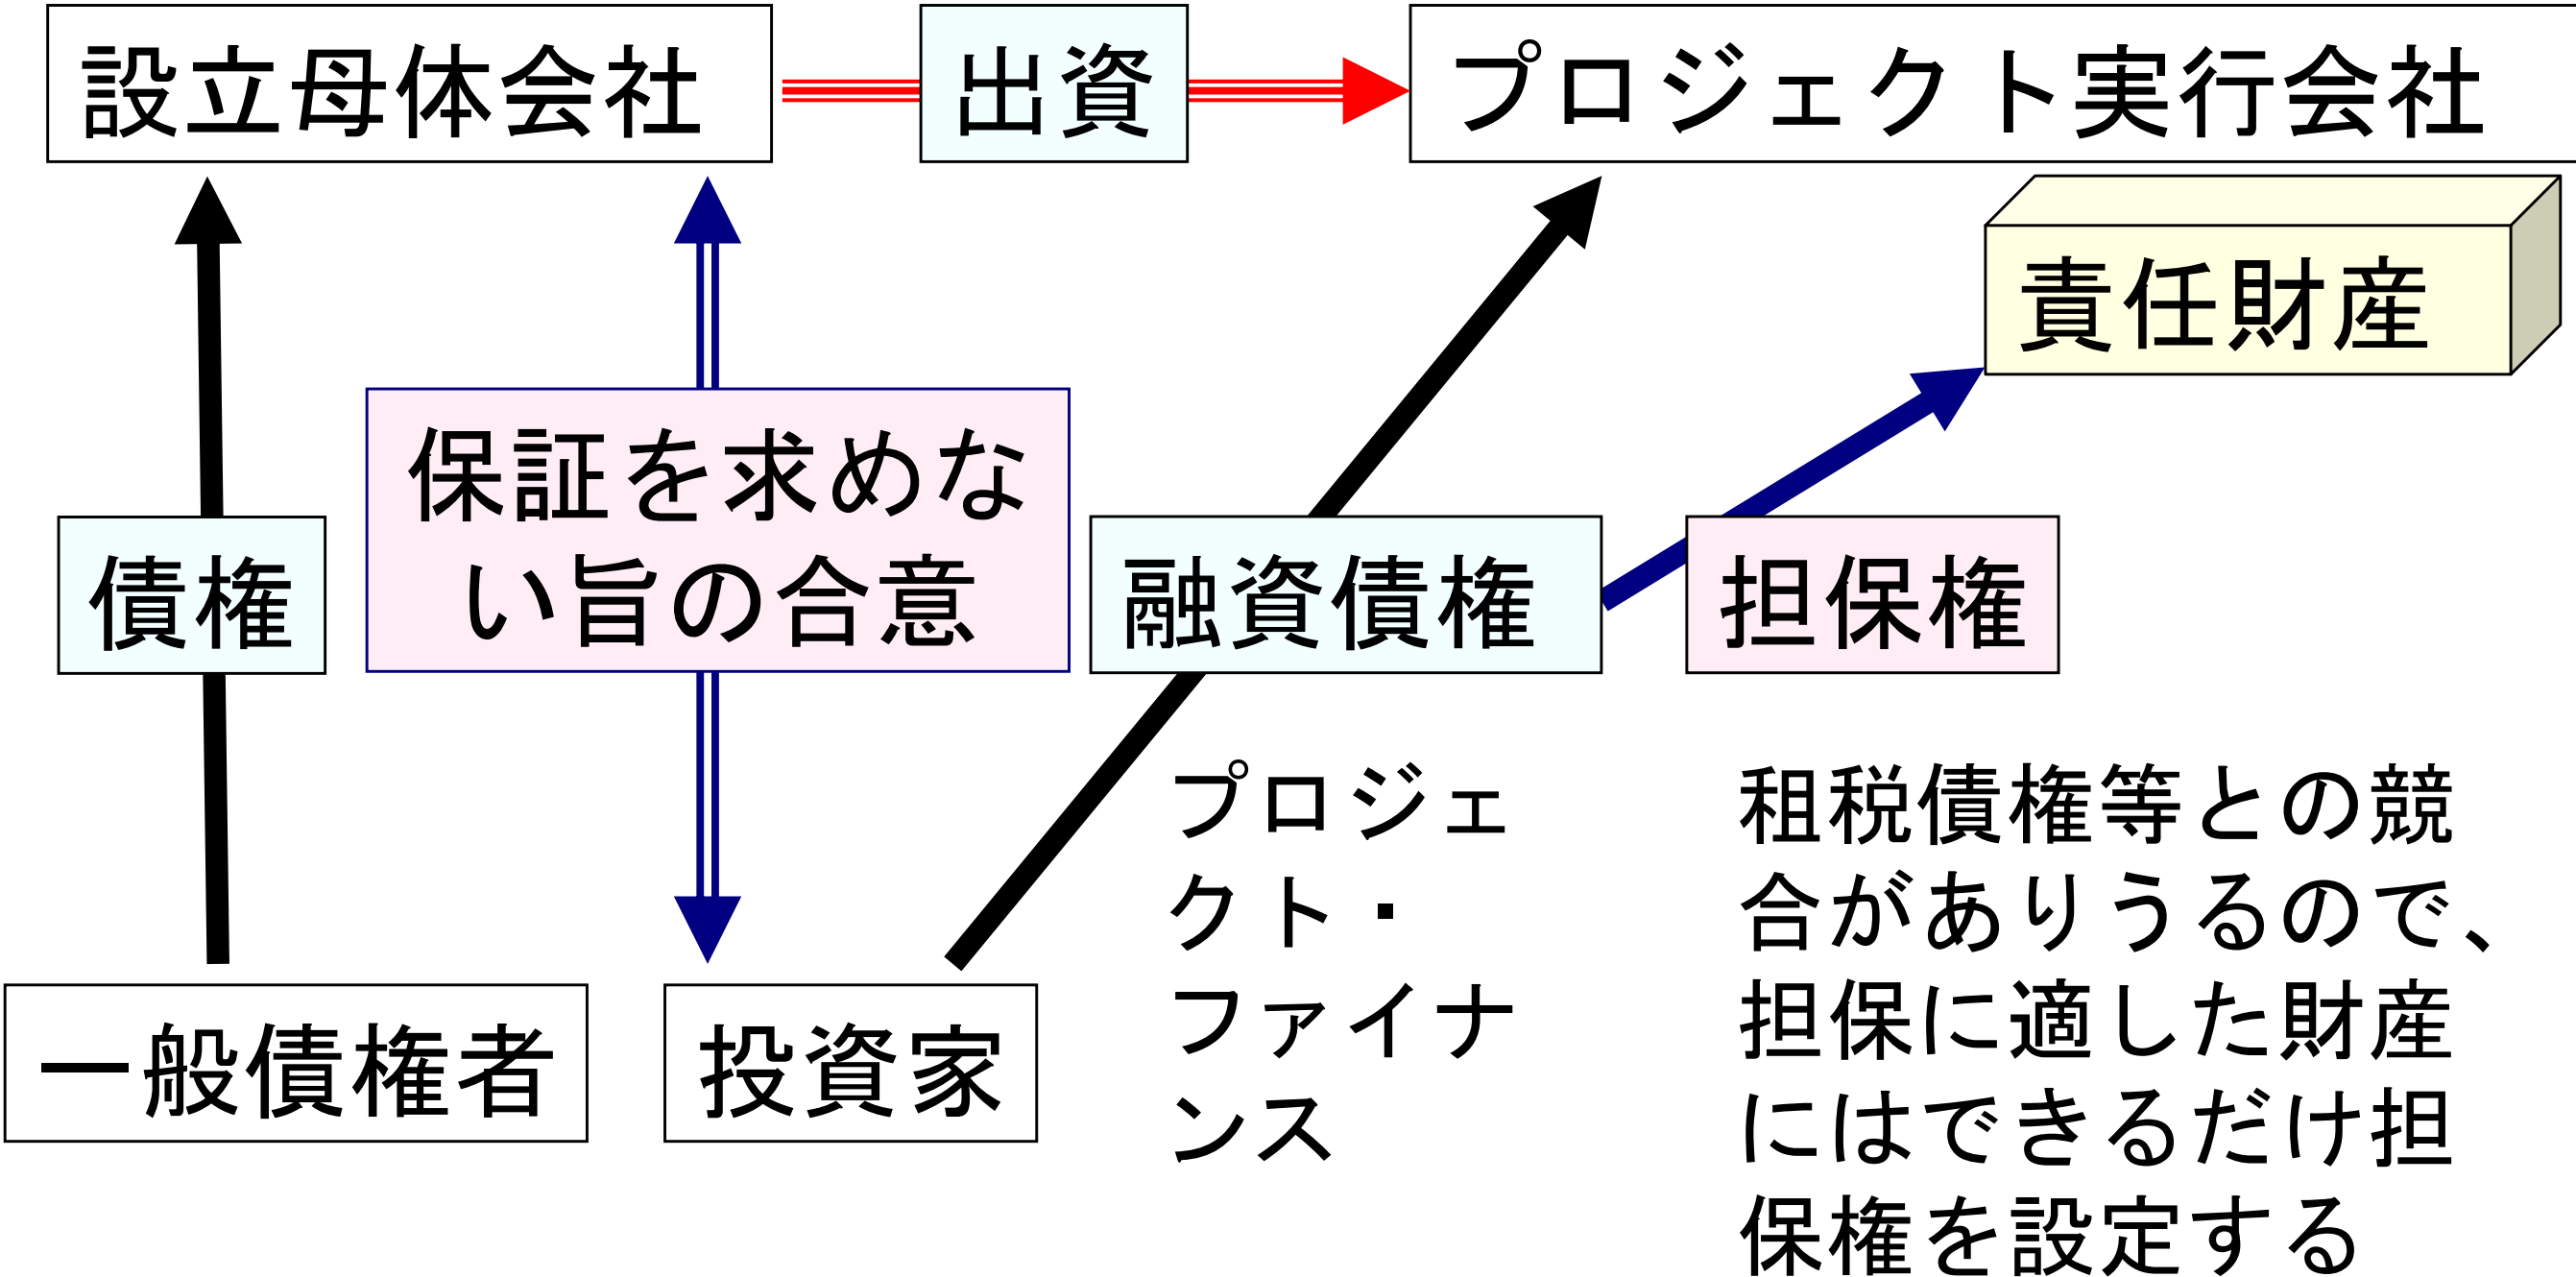 設立母体会社
出資
プロジェクト実行会社
責任財産
保証を求めな
い旨の合意
債権
融資債権
担保権
プロジェ
クト・
ファイナ
ンス
租税債権等との競
合がありうるので、
担保に適した財産
にはできるだけ担
保権を設定する
一般債権者
投資家